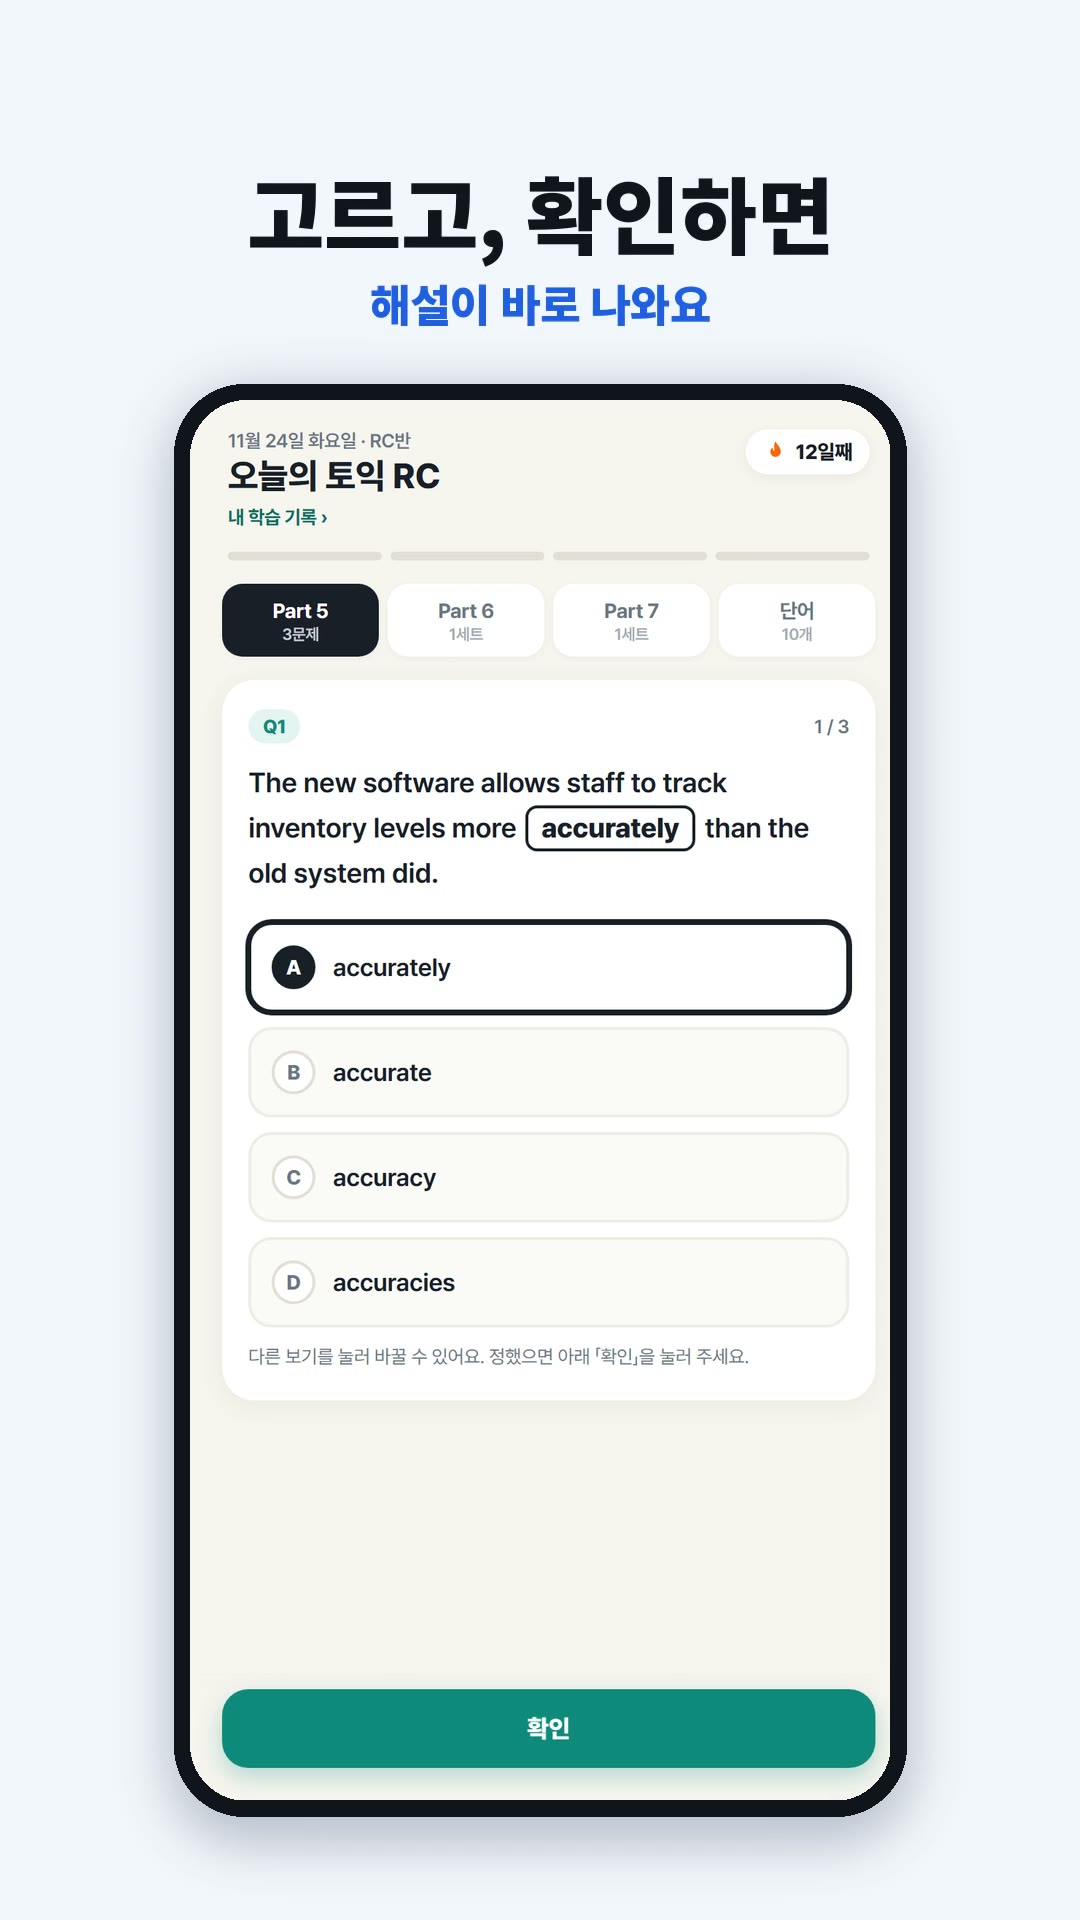 고르고, 확인하면
해설이 바로 나와요
11월 24일 화요일 · RC반
오늘의 토익 RC
12일째
내 학습 기록 ›
Part 5
3문제
Part 6
1세트
Part 7
1세트
단어
10개
Q1
1 / 3
The new software allows staff to track
inventory levels more accurately than the
old system did.
A accurately
B accurate
C accuracy
D accuracies
다른 보기를 눌러 바꿀 수 있어요. 정했으면 아래 「확인」을 눌러 주세요.
확인